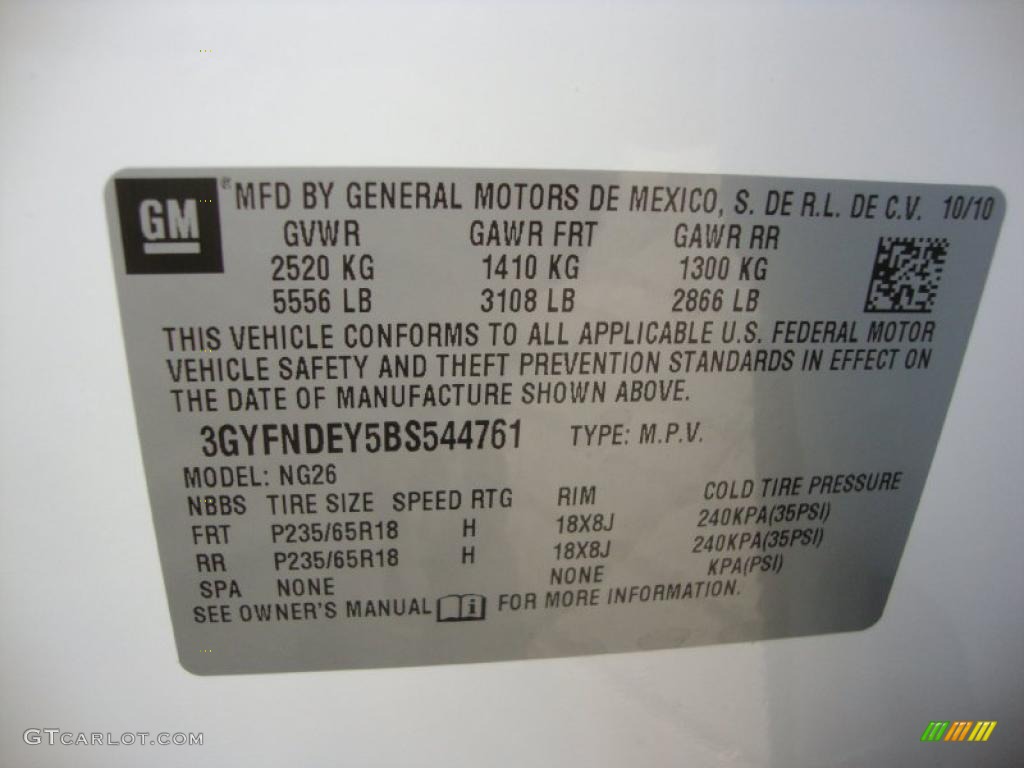 GM® MFD BY GENERAL MOTORS DE MEXICO, S. DE R.L. DE C.V. 10/10
GVWR GAWR FRT GAWR RR
2520 KG 1410 KG 1300 KG
5556 LB 3108 LB 2866 LB
THIS VEHICLE CONFORMS TO ALL APPLICABLE U.S. FEDERAL MOTOR
VEHICLE SAFETY AND THEFT PREVENTION STANDARDS IN EFFECT ON
THE DATE OF MANUFACTURE SHOWN ABOVE.
3GYFNDEY5BS544761 TYPE: M.P.V.
MODEL: NG26
NBBS TIRE SIZE SPEED RTG RIM COLD TIRE PRESSURE
FRT P235/65R18 H 18X8J 240KPA(35PSI)
RR P235/65R18 H 18X8J 240KPA(35PSI)
SPA NONE NONE KPA(PSI)
SEE OWNER'S MANUAL FOR MORE INFORMATION.
GTCARLOT.COM